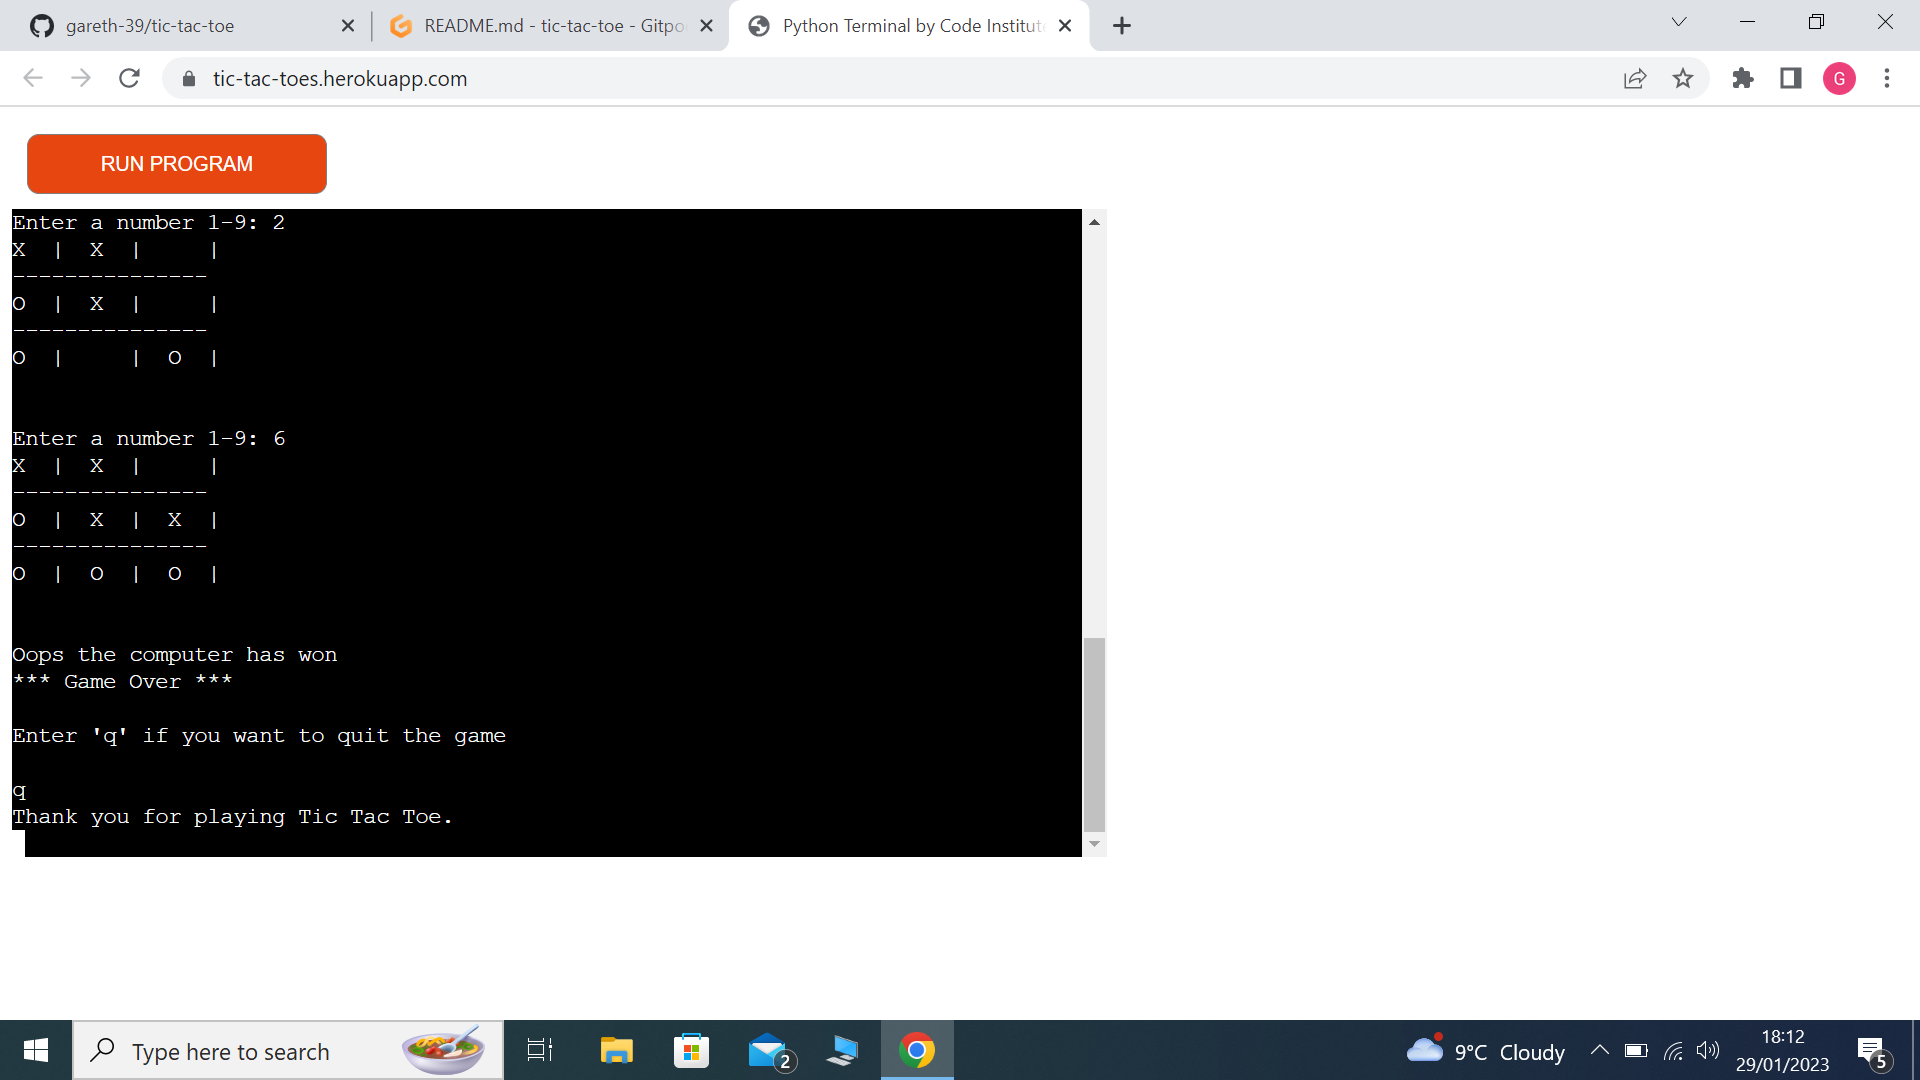 gareth-39/tic-tac-toe
README.md - tic-tac-toe - Gitpo
Python Terminal by Code Institut
tic-tac-toes.herokuapp.com
G
RUN PROGRAM
Enter a number 1-9: 2
X | X | |
---------------
O | X | |
---------------
O | | O |
Enter a number 1-9: 6
X | X | |
---------------
O | X | X |
---------------
O | O | O |
Oops the computer has won
*** Game Over ***
Enter 'q' if you want to quit the game
q
Thank you for playing Tic Tac Toe.
Type here to search
2
9°C Cloudy
18:12
29/01/2023
5